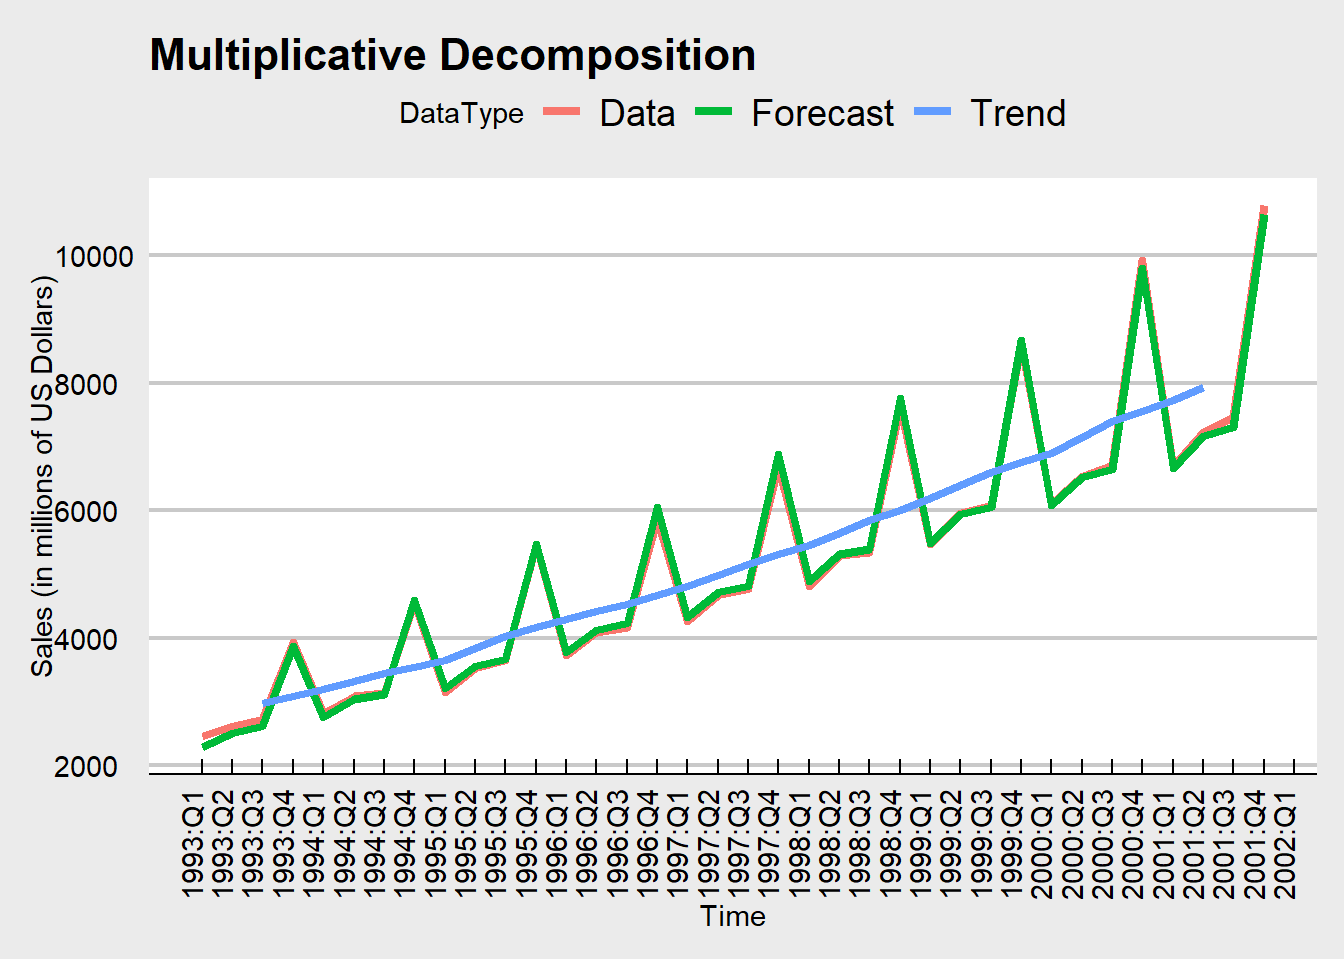 Multiplicative Decomposition
DataType Data Forecast Trend
Sales (in millions of US Dollars)
10000
8000
6000
4000
2000
1993:Q1
1993:Q2
1993:Q3
1993:Q4
1994:Q1
1994:Q2
1994:Q3
1994:Q4
1995:Q1
1995:Q2
1995:Q3
1995:Q4
1996:Q1
1996:Q2
1996:Q3
1996:Q4
1997:Q1
1997:Q2
1997:Q3
1997:Q4
1998:Q1
1998:Q2
1998:Q3
1998:Q4
1999:Q1
1999:Q2
1999:Q3
1999:Q4
2000:Q1
2000:Q2
2000:Q3
2000:Q4
2001:Q1
2001:Q2
2001:Q3
2001:Q4
2002:Q1
Time